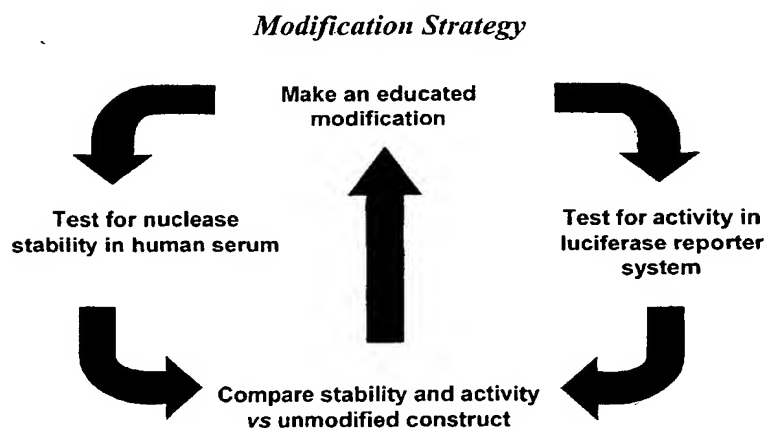 Modification Strategy
Make an educated
modification
Test for nuclease
stability in human serum
Test for activity in
luciferase reporter
system
Compare stability and activity
vs unmodified construct